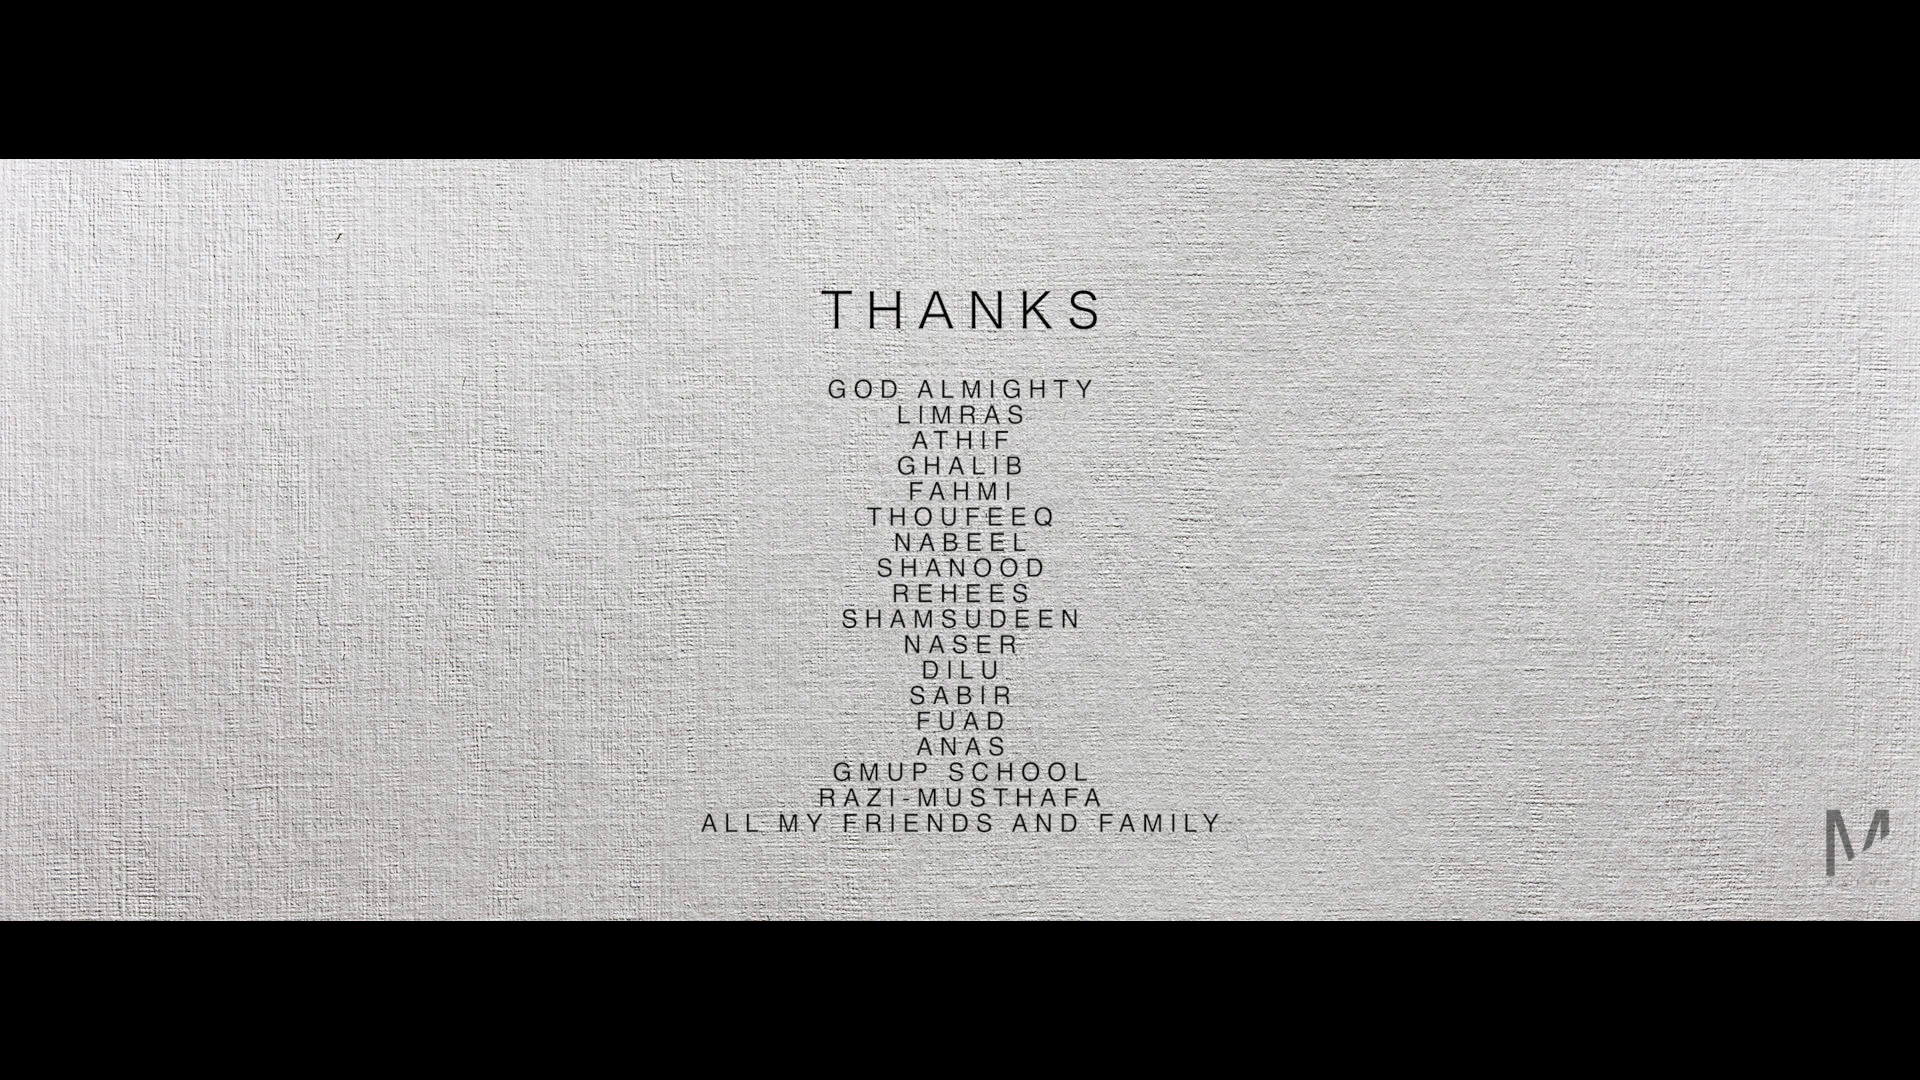 THANKS
GOD ALMIGHTY
LIMRAS
ATHIF
GHALIB
FAHMI
THOUFEEQ
NABEEL
SHANOOD
REHEES
SHAMSUDEEN
NASER
DILU
SABIR
FUAD
ANAS
GMUP SCHOOL
RAZI-MUSTHAFA
ALL MY FRIENDS AND FAMILY
M